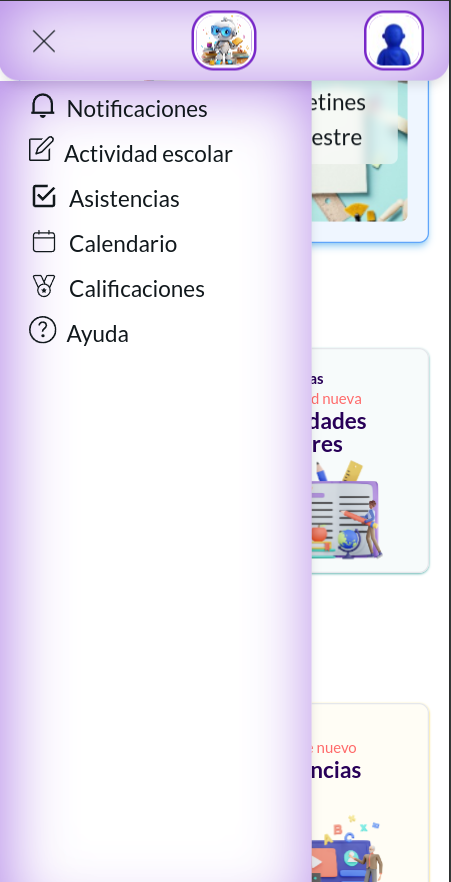 Notificaciones
Actividad escolar
Asistencias
Calendario
Calificaciones
Ayuda
etines
estre
as
d nueva
dades
res
nuevo
ncias
A
B
C
X